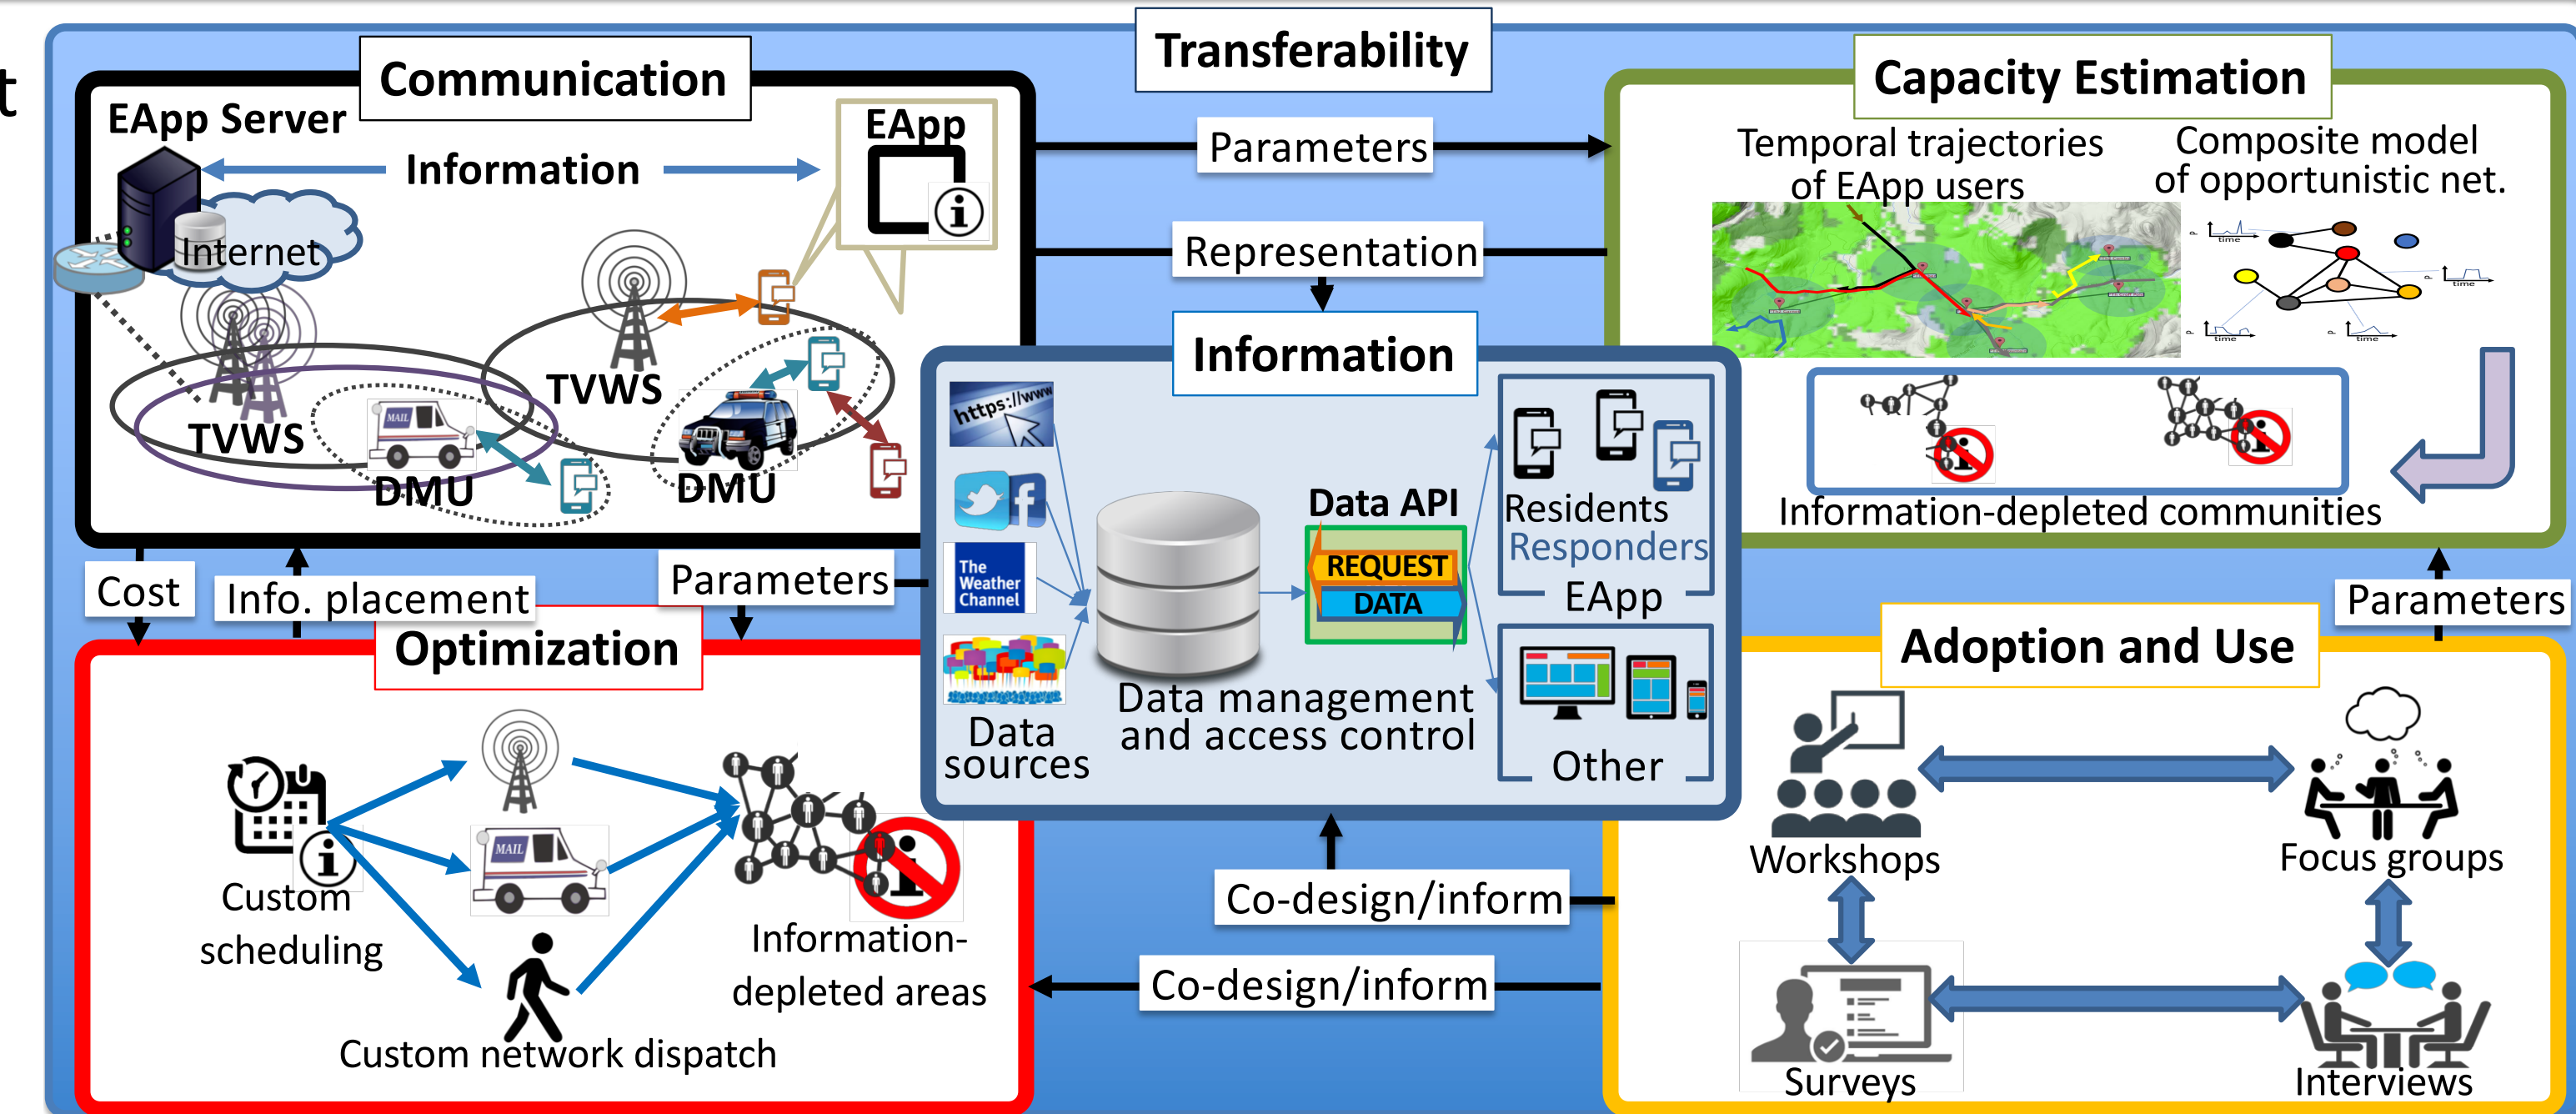 t
Transferability
Communication
EApp Server
Information
EApp
i
Internet
TVWS
TVWS
MAIL
DMU
DMU
Parameters
Representation
Capacity Estimation
Temporal trajectories
of EApp users
Composite model
of opportunistic net.
P
time
P
time
P
time
P
time
Information-depleted communities
Cost
Info. placement
Parameters
Information
https://www
The
Weather
Channel
Data
sources
Data management
and access control
Data API
REQUEST
DATA
Residents
Responders
EApp
Other
Parameters
Optimization
i
Custom
scheduling
MAIL
Custom network dispatch
Information-
depleted areas
Co-design/inform
Co-design/inform
Adoption and Use
Workshops
Focus groups
Surveys
Interviews